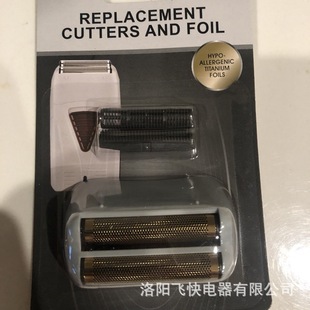 REPLACEMENT
CUTTERS AND FOIL
HYPO-
ALLERGENIC
TITANIUM
FOILS
洛阳飞快电器有限公司